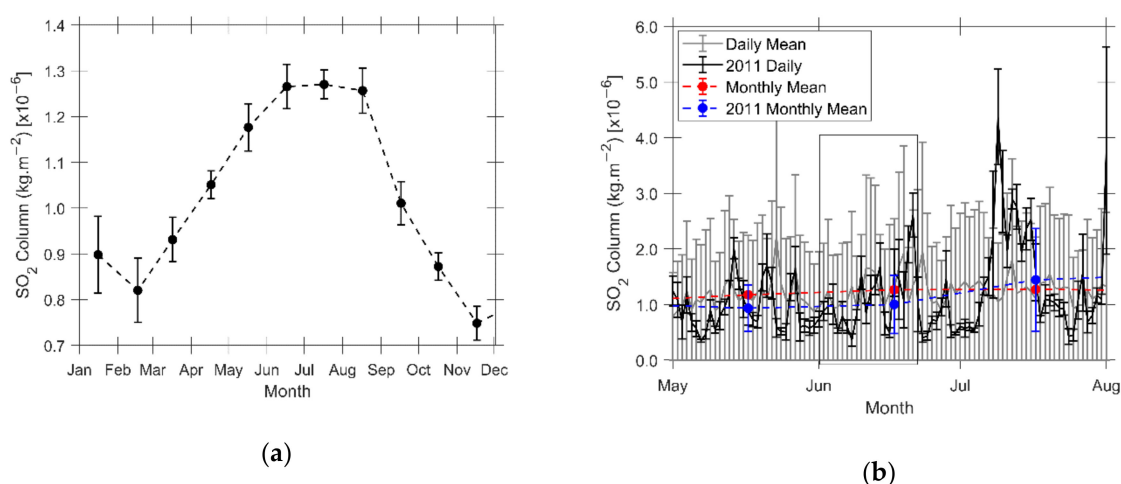 1.4
1.3
1.2
1.1
1.0
0.9
0.8
0.7
SO2 Column (kg.m−2) [x10−6]
Jan Feb Mar Apr May Jun Jul Aug Sep Oct Nov Dec
Month
(a)
6.0
5.0
4.0
3.0
2.0
1.0
0.0
SO2 Column (kg.m−2) [x10−6]
Daily Mean
2011 Daily
Monthly Mean
2011 Monthly Mean
May Jun Jul Aug
Month
(b)